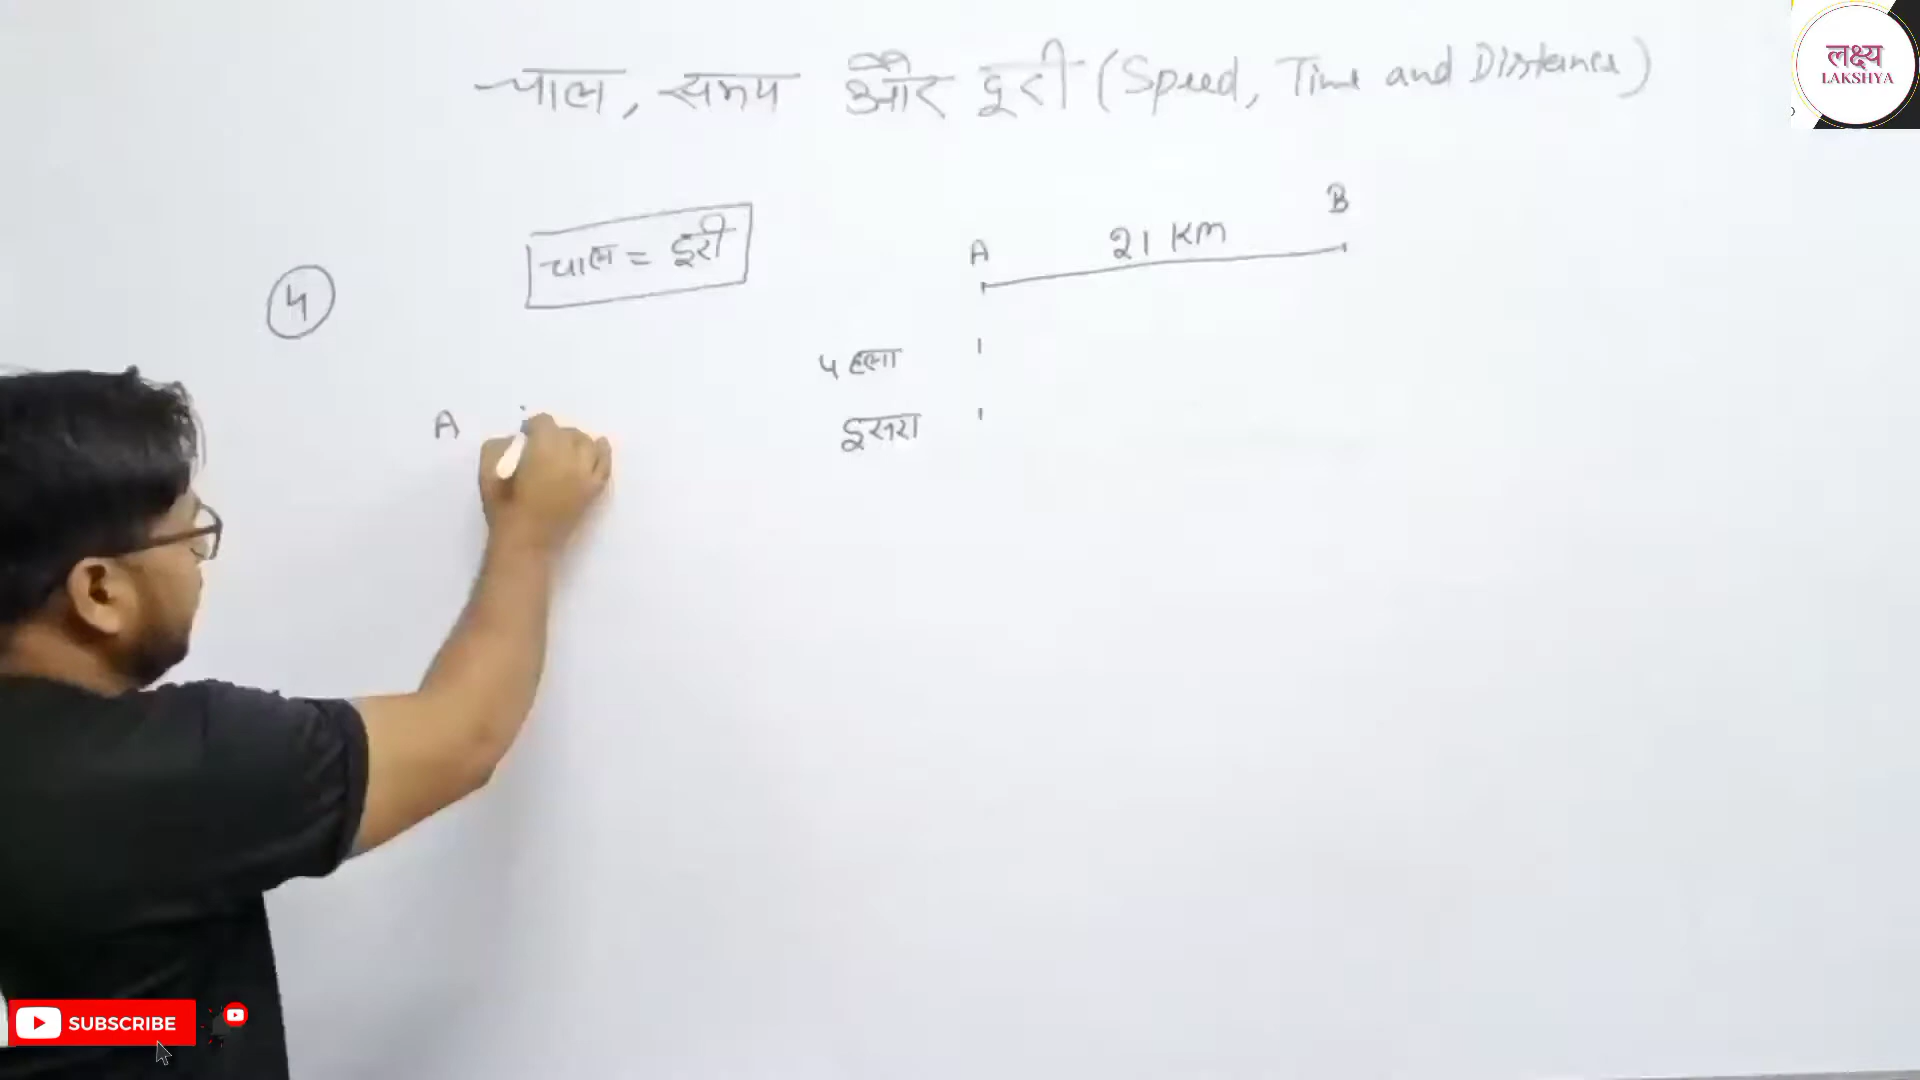 चाल, समय और दूरी (Speed, Time and Distance)
लक्ष्य
LAKSHYA
B
21 Km
A
चाल = दूरी
4
पहला
दूसरा
A
SUBSCRIBE